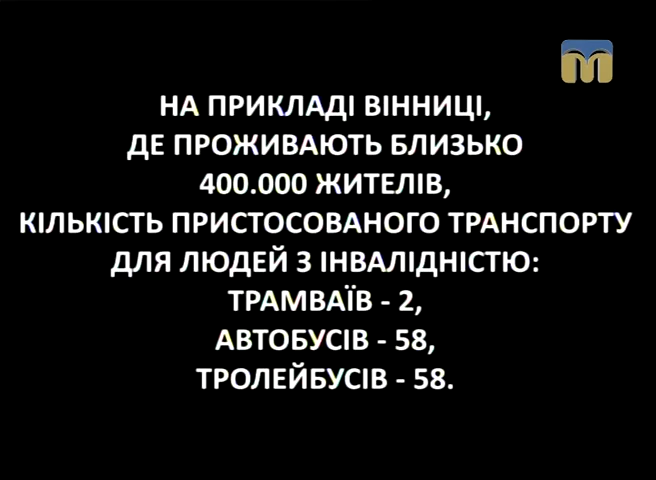 НА ПРИКЛАДІ ВІННИЦІ,
ДЕ ПРОЖИВАЮТЬ БЛИЗЬКО
400.000 ЖИТЕЛІВ,
КІЛЬКІСТЬ ПРИСТОСОВАНОГО ТРАНСПОРТУ
ДЛЯ ЛЮДЕЙ З ІНВАЛІДНІСТЮ:
ТРАМВАЇВ - 2,
АВТОБУСІВ - 58,
ТРОЛЕЙБУСІВ - 58.